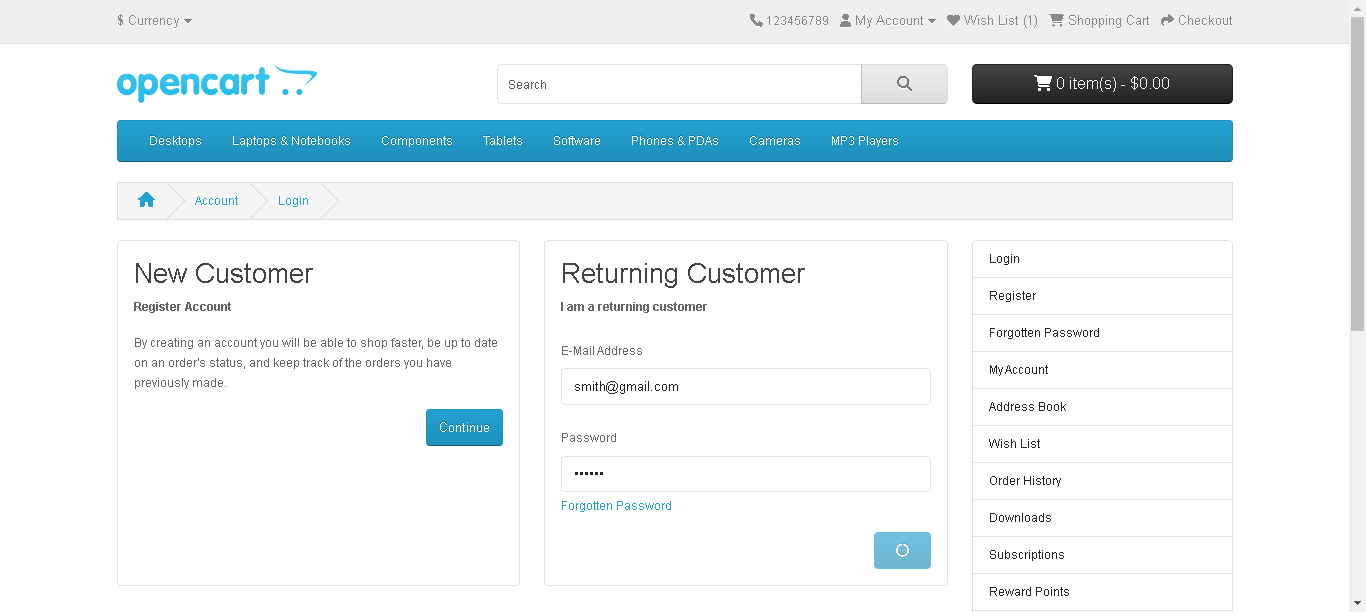 $ Currency
123456789 My Account Wish List (1) Shopping Cart Checkout
opencart
Search
0 item(s) - $0.00
Desktops Laptops & Notebooks Components Tablets Software Phones & PDAs Cameras MP3 Players
Account Login
New Customer
Register Account
By creating an account you will be able to shop faster, be up to date
on an order's status, and keep track of the orders you have
previously made.
Continue
Returning Customer
I am a returning customer
E-Mail Address
smith@gmail.com
Password
••••••
Forgotten Password
Login
Register
Forgotten Password
My Account
Address Book
Wish List
Order History
Downloads
Subscriptions
Reward Points